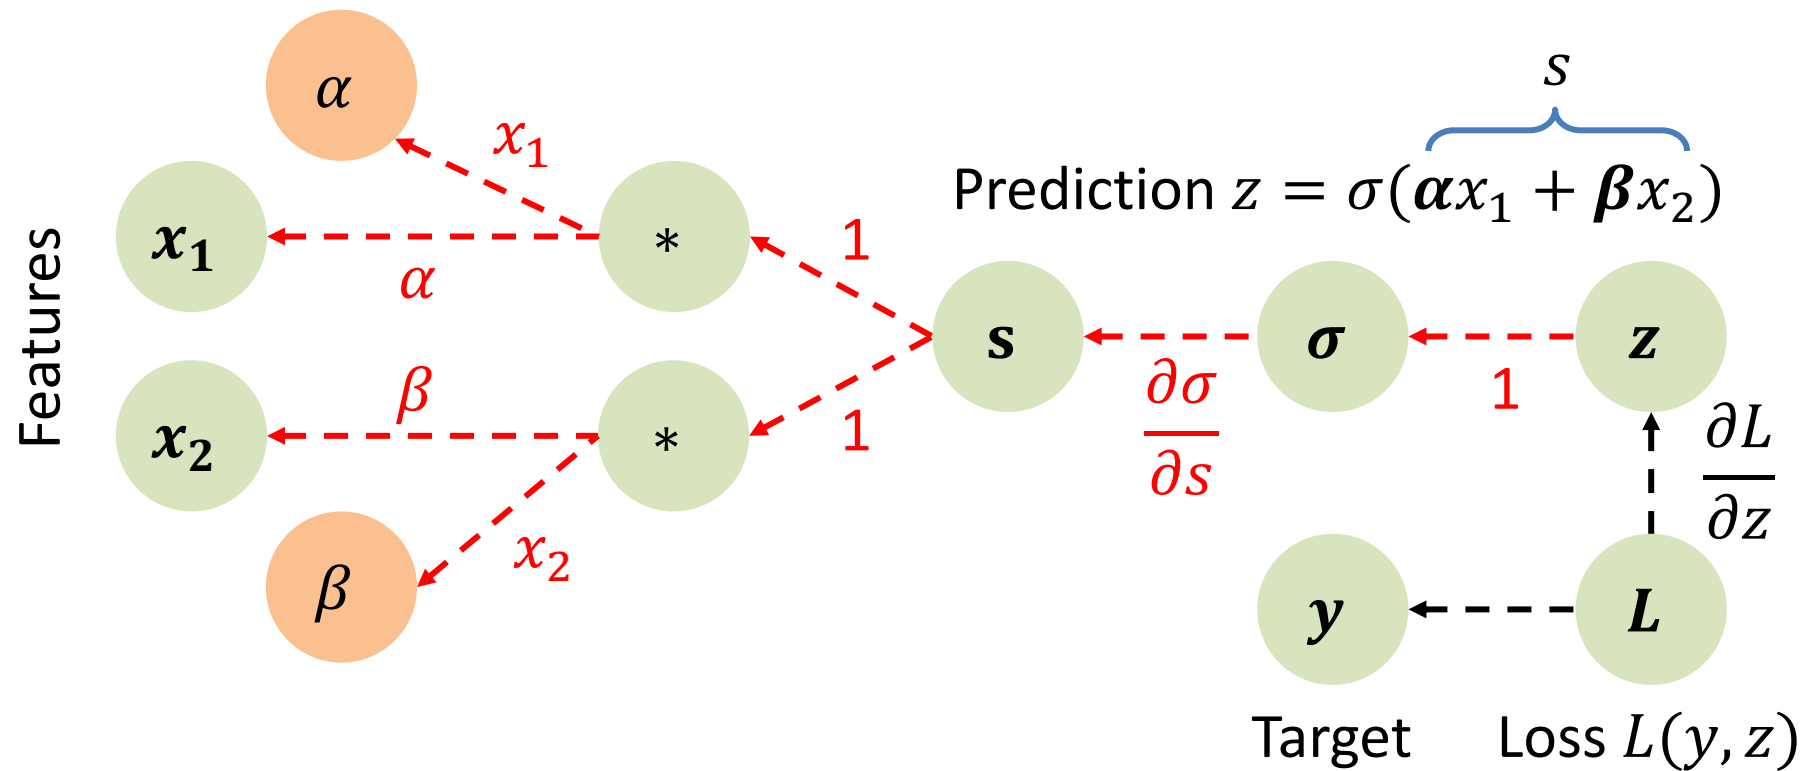 Features
α
x₁
x₂
β
x₁
α
β
x₂
*
*
1
1
s
Prediction z = σ(αx₁ + βx₂)
s
∂σ
∂s
σ
1
z
∂L
∂z
y
L
Target
Loss L(y, z)